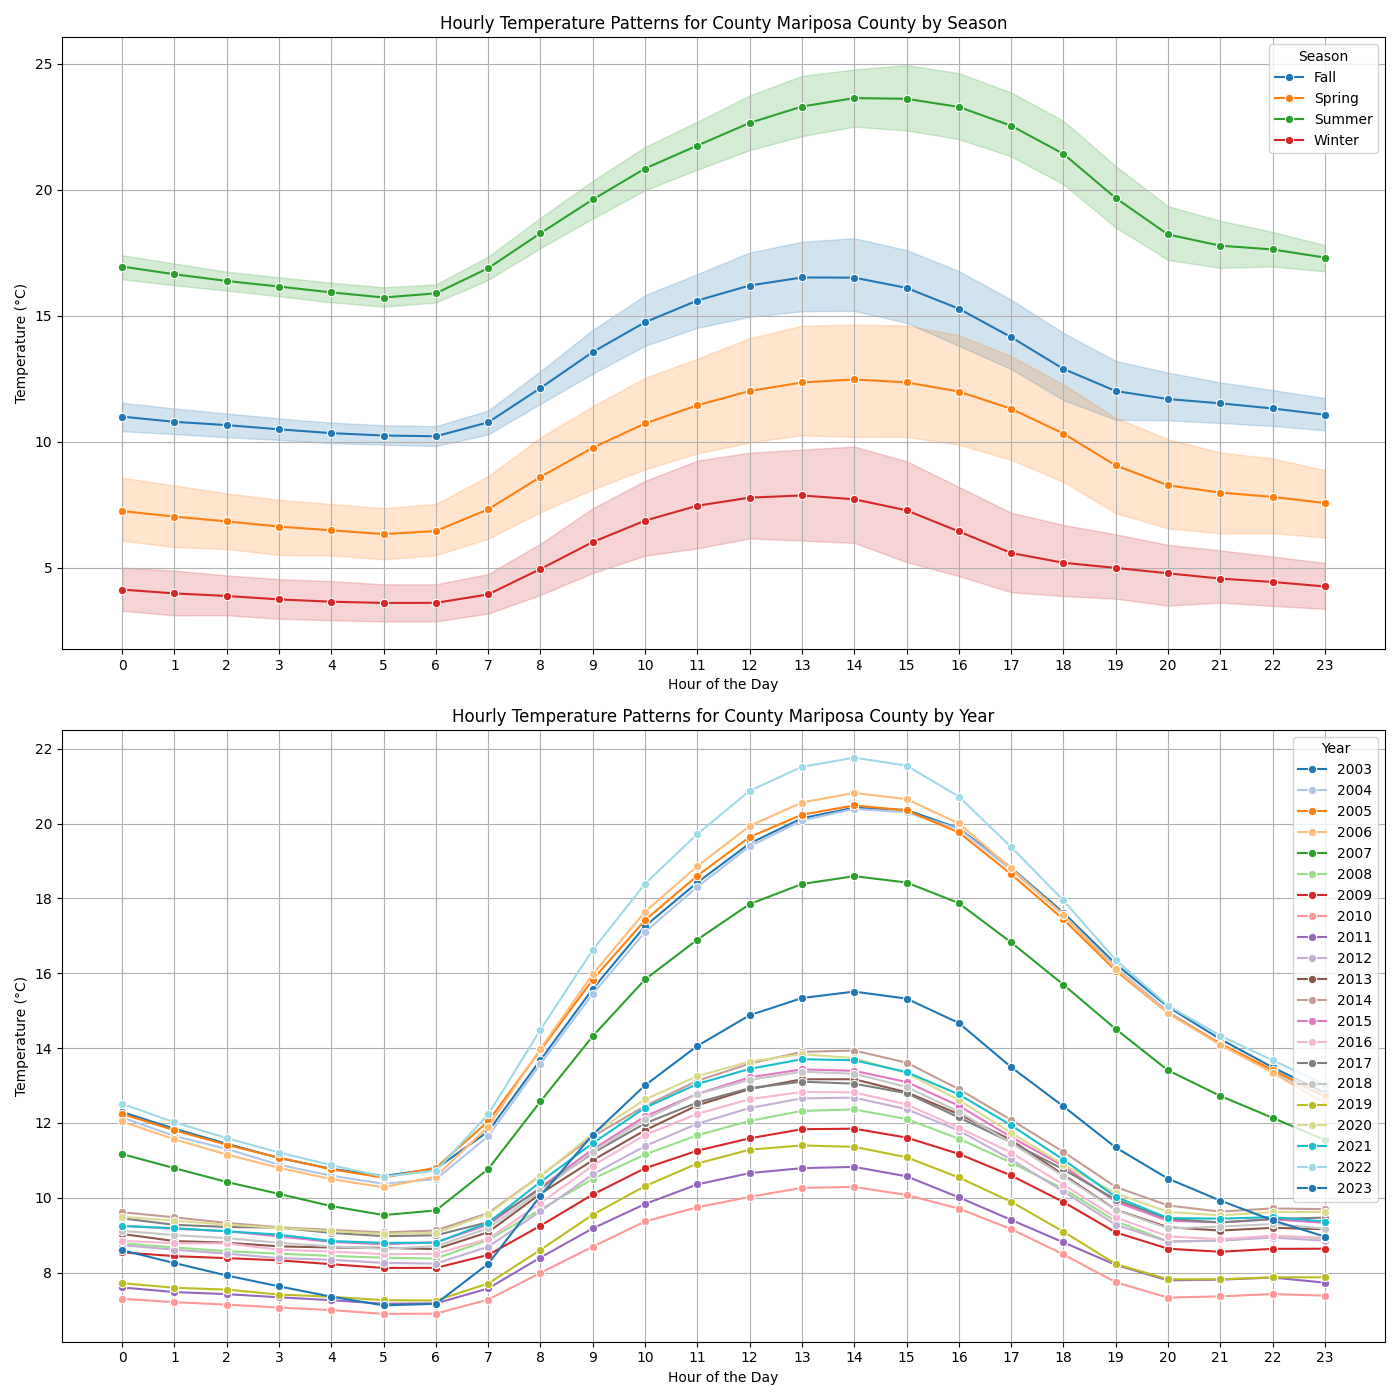 Hourly Temperature Patterns for County Mariposa County by Season
Season
Fall
Spring
Summer
Winter
25
20
15
10
5
Temperature (°C)
0 1 2 3 4 5 6 7 8 9 10 11 12 13 14 15 16 17 18 19 20 21 22 23
Hour of the Day
Hourly Temperature Patterns for County Mariposa County by Year
Year
2003
2004
2005
2006
2007
2008
2009
2010
2011
2012
2013
2014
2015
2016
2017
2018
2019
2020
2021
2022
2023
22
20
18
16
14
12
10
8
Temperature (°C)
0 1 2 3 4 5 6 7 8 9 10 11 12 13 14 15 16 17 18 19 20 21 22 23
Hour of the Day